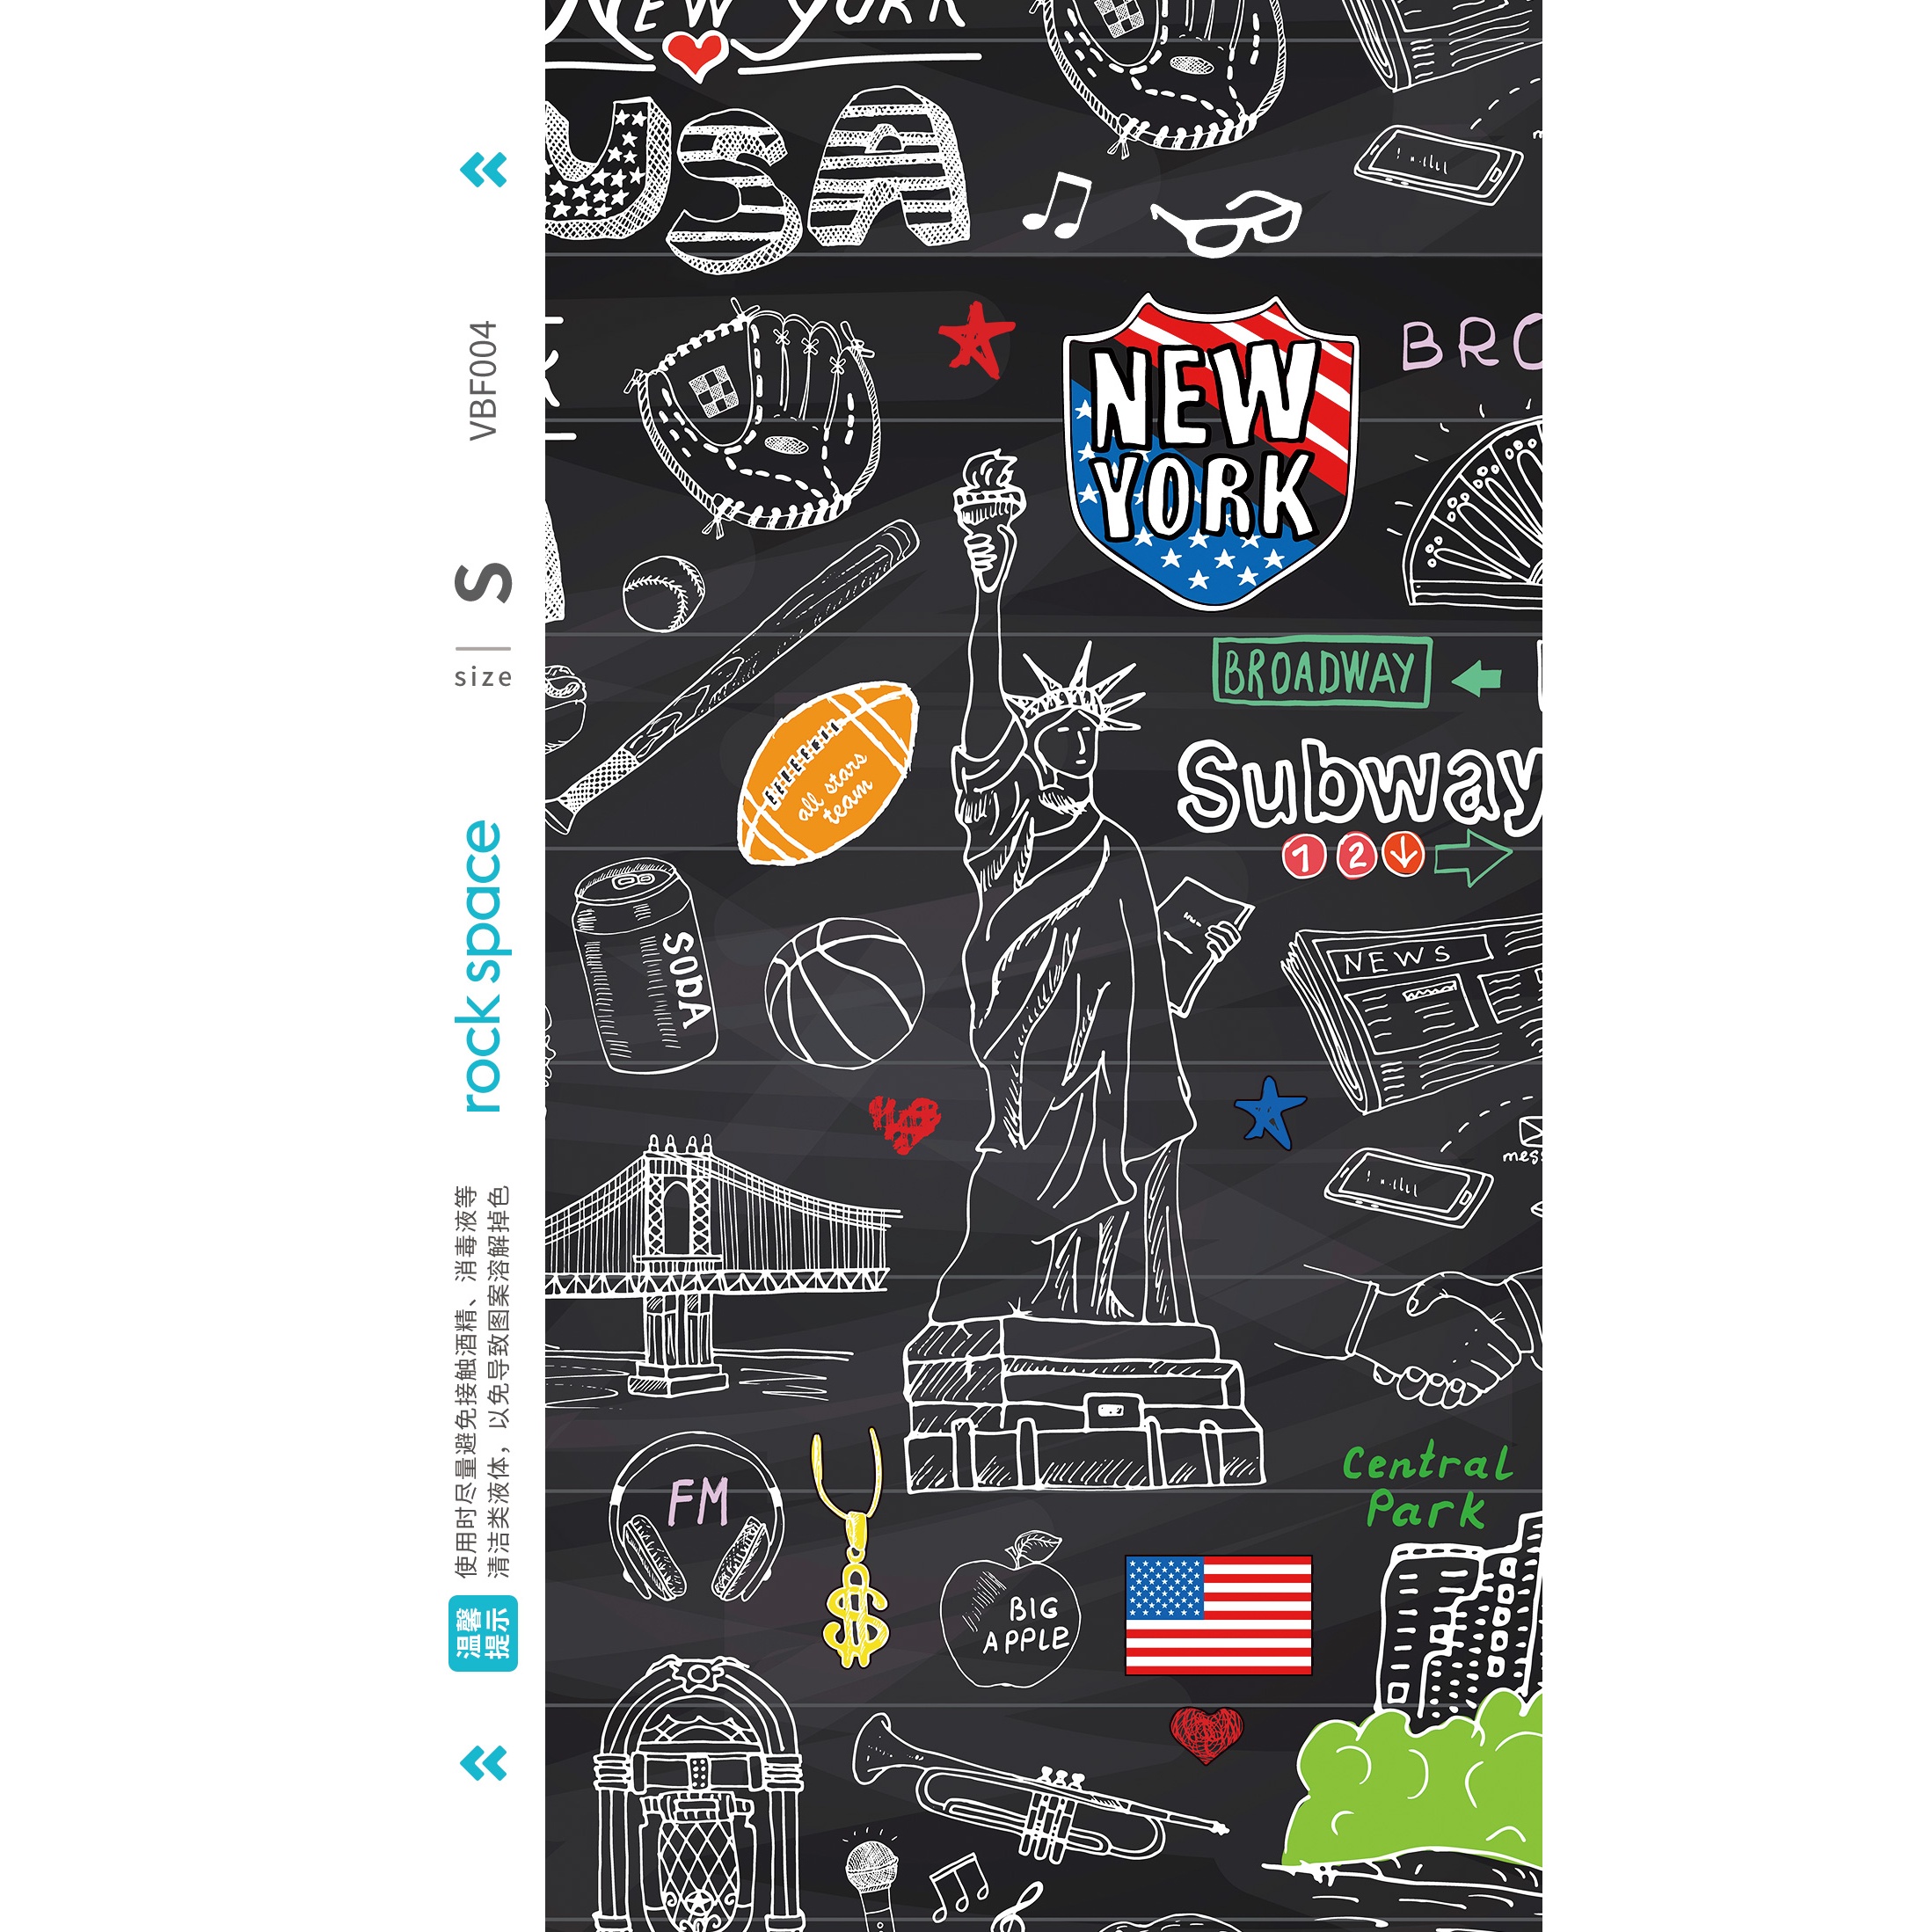 VBF004
S
size
rock space
使用时尽量避免接触酒精、消毒液等
清洁类液体，以免导致图案溶解掉色
温馨
提示
NEW YORK
USA
NEW
YORK
BRO
BROADWAY
Subway
1 2
all stars
team
SODA
NEWS
mes
FM
Central
Park
BIG
APPLE